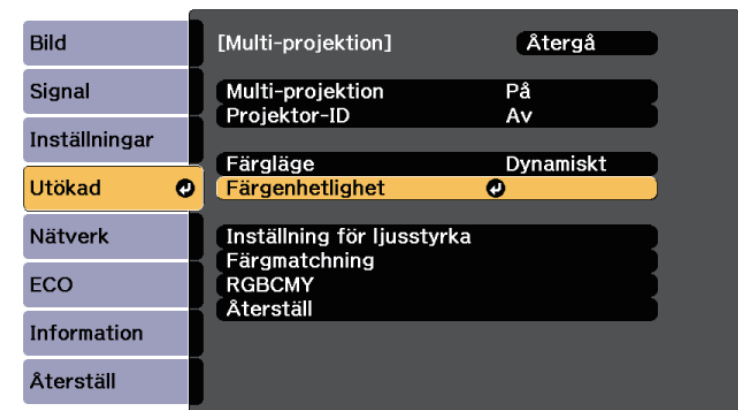 Bild
Signal
Inställningar
Utökad
Nätverk
ECO
Information
Återställ
[Multi-projektion] Återgå
Multi-projektion På
Projektor-ID Av
Färgläge Dynamiskt
Färgenhetlighet
Inställning för ljusstyrka
Färgmatchning
RGBCMY
Återställ